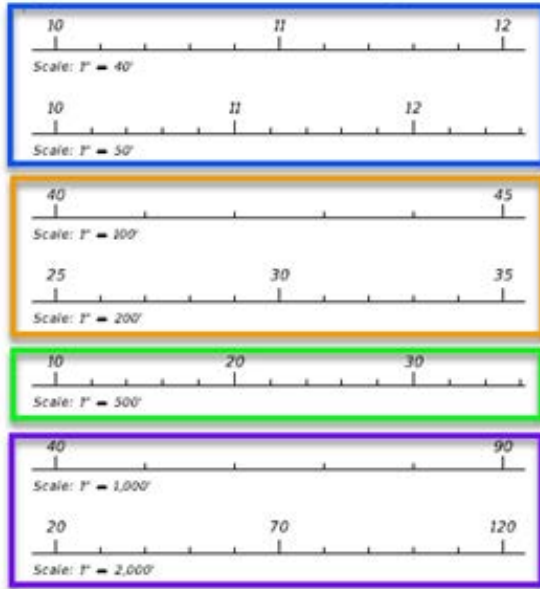 10 11 12
Scale: 1" = 40'
10 11 12
Scale: 1" = 50'
40 45
Scale: 1" = 100'
25 30 35
Scale: 1" = 200'
10 20 30
Scale: 1" = 500'
40 90
Scale: 1" = 1,000'
20 70 120
Scale: 1" = 2,000'